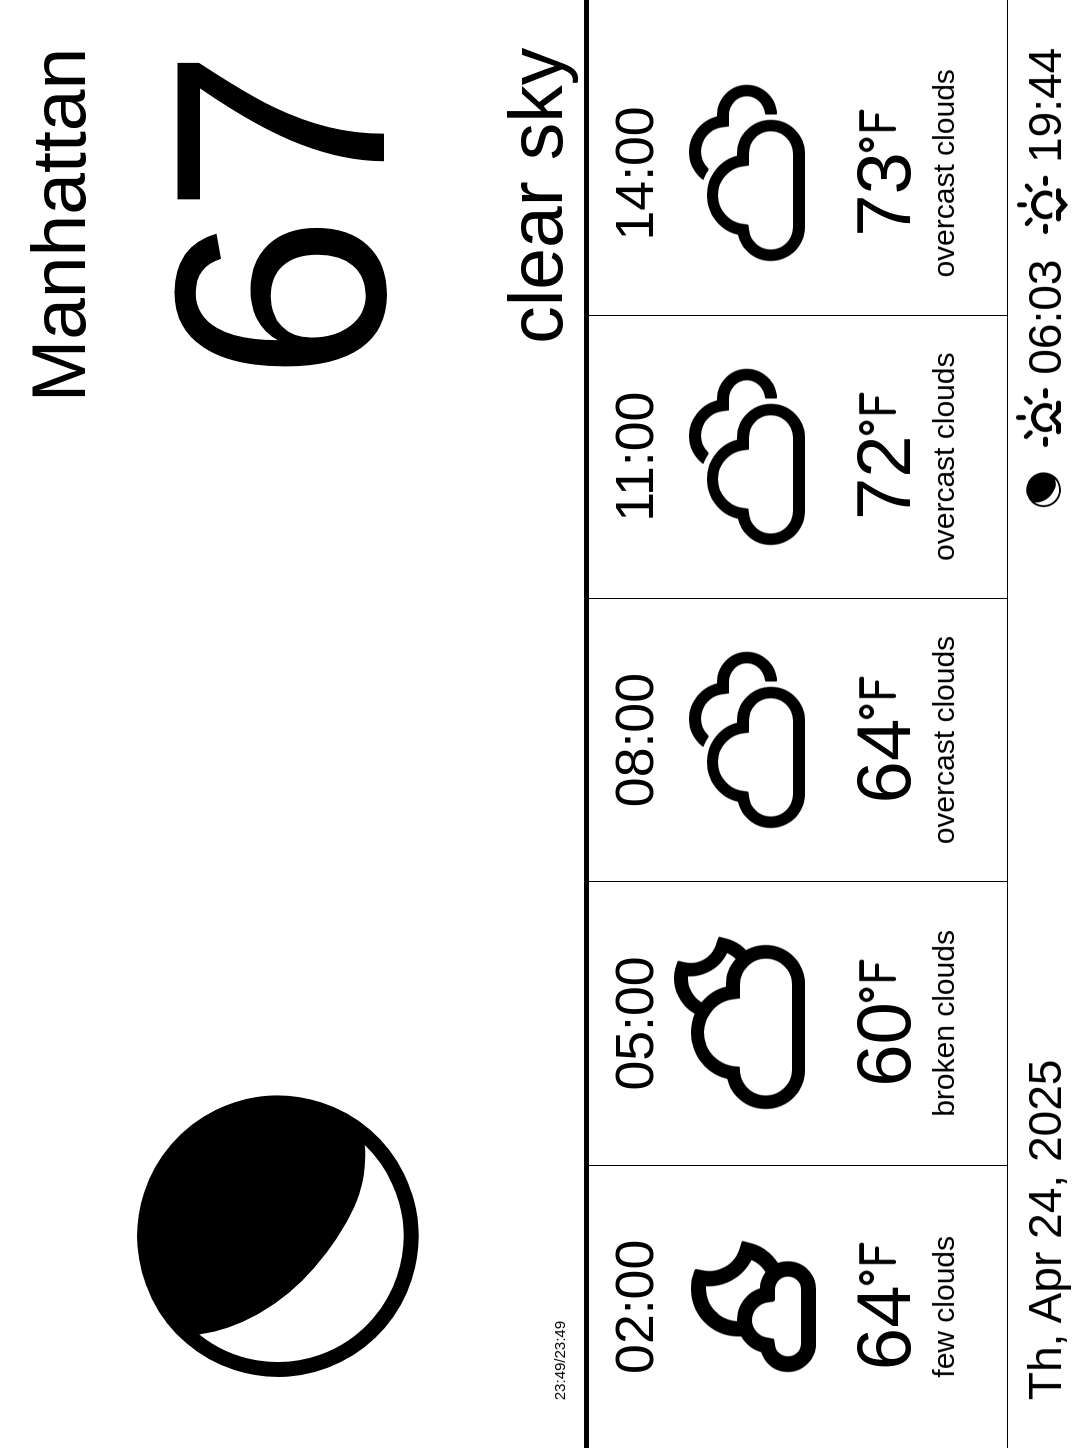 Manhattan
67
clear sky
23:49/23:49
02:00
64°F
few clouds
05:00
60°F
broken clouds
08:00
64°F
overcast clouds
11:00
72°F
overcast clouds
14:00
73°F
overcast clouds
Th, Apr 24, 2025
06:03 19:44